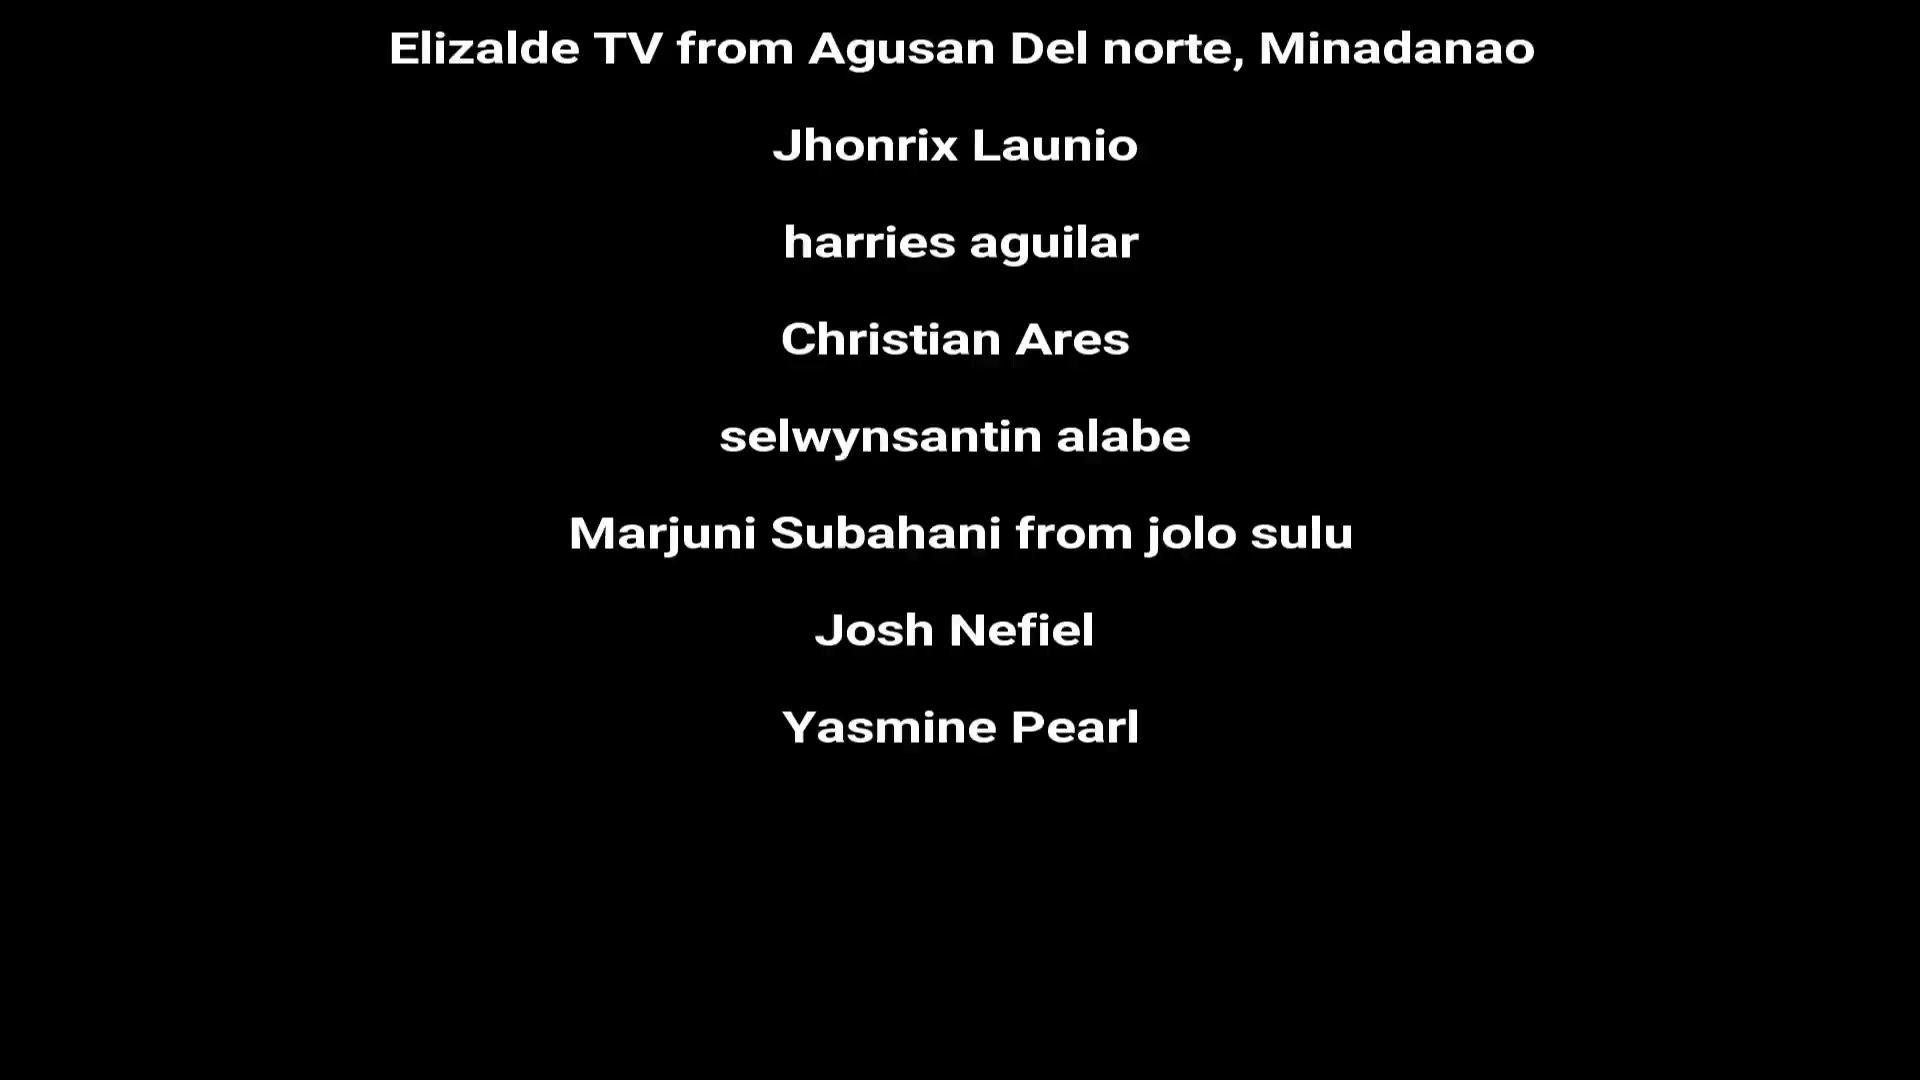 Elizalde TV from Agusan Del norte, Minadanao
Jhonrix Launio
harries aguilar
Christian Ares
selwynsantin alabe
Marjuni Subahani from jolo sulu
Josh Nefiel
Yasmine Pearl